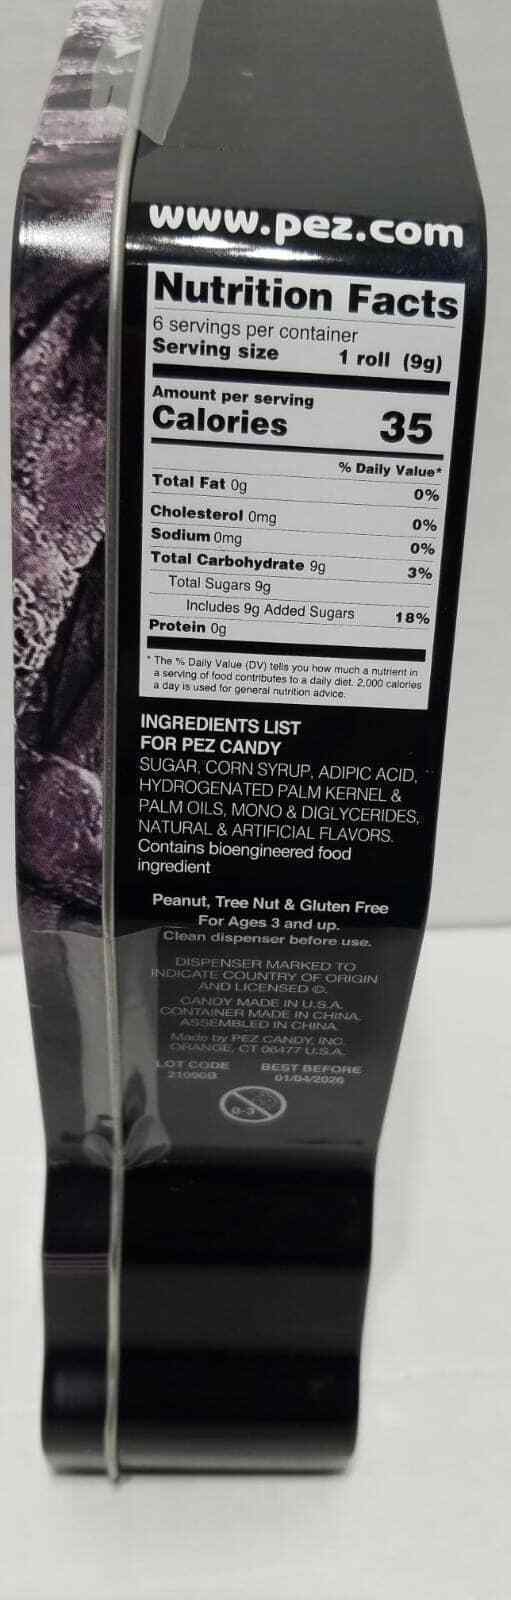 www.pez.com
Nutrition Facts
6 servings per container
Serving size 1 roll (9g)
Amount per serving
Calories 35
% Daily Value*
Total Fat 0g 0%
Cholesterol 0mg 0%
Sodium 0mg 0%
Total Carbohydrate 9g 3%
Total Sugars 9g
Includes 9g Added Sugars 18%
Protein 0g
* The % Daily Value (DV) tells you how much a nutrient in
a serving of food contributes to a daily diet. 2,000 calories
a day is used for general nutrition advice.
INGREDIENTS LIST
FOR PEZ CANDY
SUGAR, CORN SYRUP, ADIPIC ACID,
HYDROGENATED PALM KERNEL &
PALM OILS, MONO & DIGLYCERIDES,
NATURAL & ARTIFICIAL FLAVORS.
Contains bioengineered food
ingredient
Peanut, Tree Nut & Gluten Free
For Ages 3 and up.
Clean dispenser before use.
DISPENSER MARKED TO
INDICATE COUNTRY OF ORIGIN
AND LICENSED ©.
CANDY MADE IN U.S.A.
CONTAINER MADE IN CHINA.
ASSEMBLED IN CHINA.
Made by PEZ CANDY, INC.
ORANGE, CT 06477 U.S.A.
LOT CODE BEST BEFORE
01/04/2026
0-3